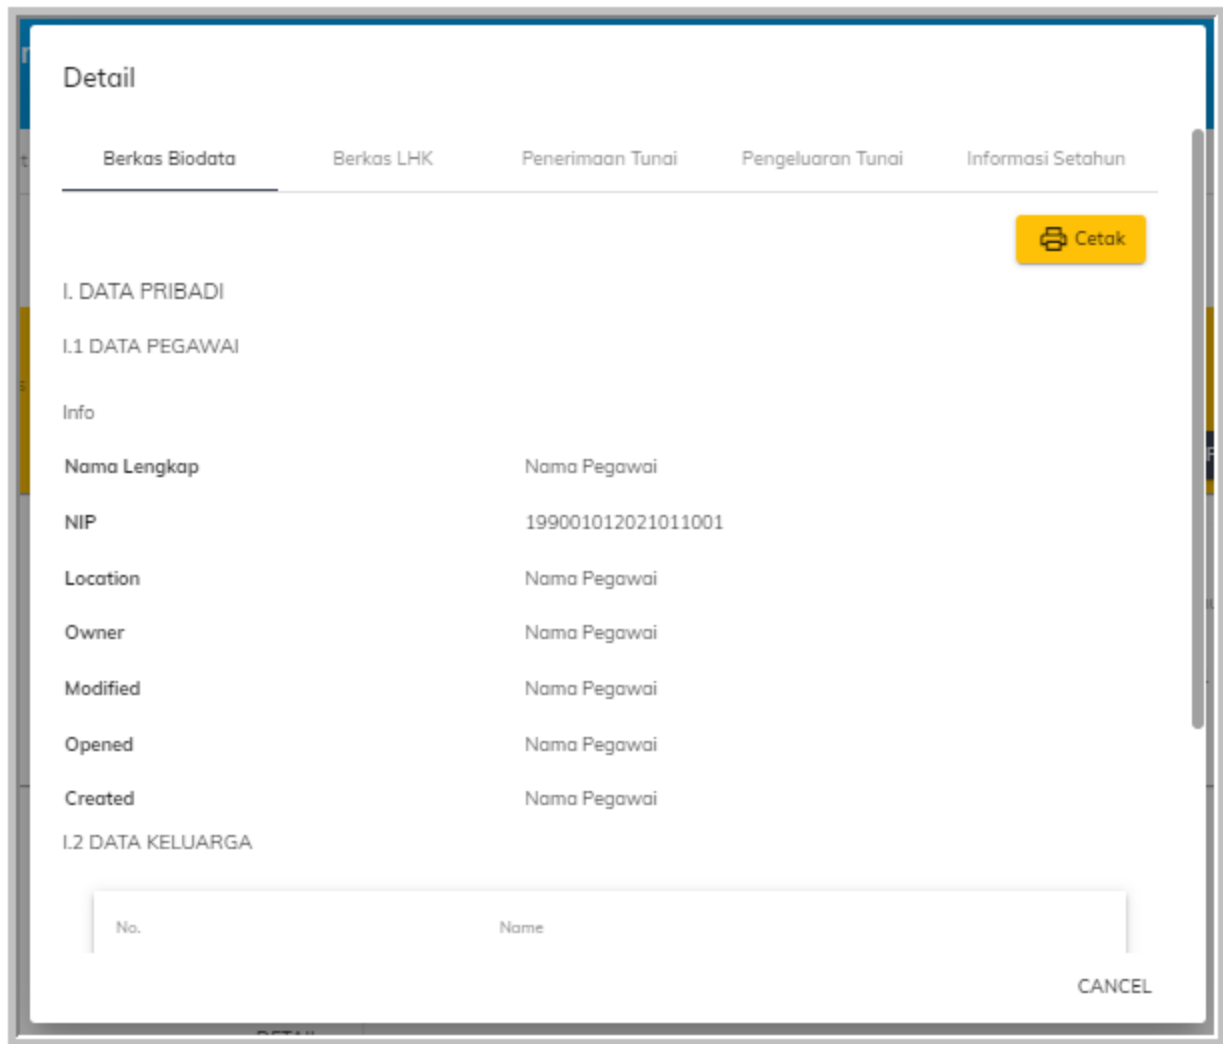 Detail
Berkas Biodata Berkas LHK Penerimaan Tunai Pengeluaran Tunai Informasi Setahun
Cetak
I. DATA PRIBADI
I.1 DATA PEGAWAI
Info
Nama Lengkap Nama Pegawai
NIP 199001012021011001
Location Nama Pegawai
Owner Nama Pegawai
Modified Nama Pegawai
Opened Nama Pegawai
Created Nama Pegawai
I.2 DATA KELUARGA
No. Name
CANCEL